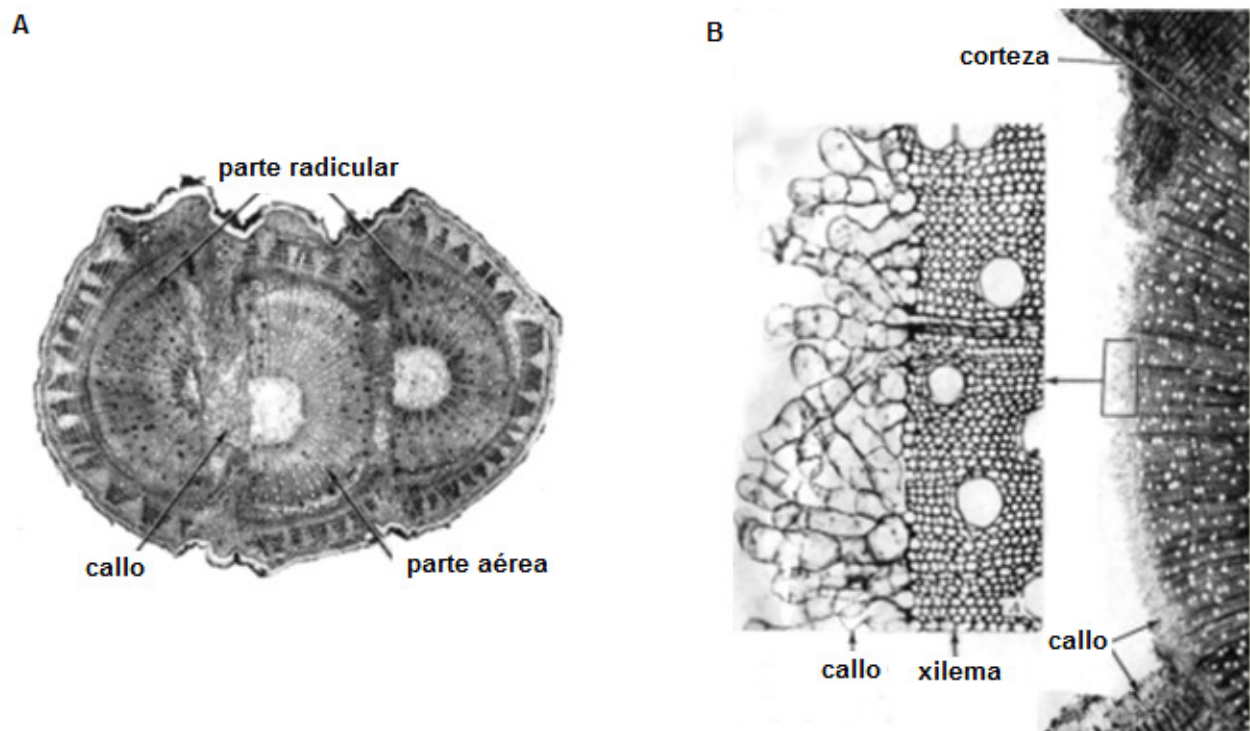 A
B
corteza
parte radicular
callo
parte aérea
callo
callo
xilema